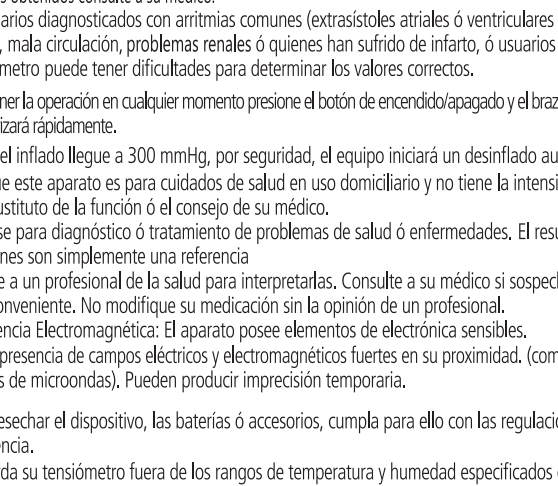 s obtenidos consulte a su médico.
arios diagnosticados con arritmias comunes (extrasístoles atriales ó ventriculares
, mala circulación, problemas renales ó quienes han sufrido de infarto, ó usuarios
metro puede tener dificultades para determinar los valores correctos.
ner la operación en cualquier momento presione el botón de encendido/apagado y el braz
izará rápidamente.
el inflado llegue a 300 mmHg, por seguridad, el equipo iniciará un desinflado au
ue este aparato es para cuidados de salud en uso domiciliario y no tiene la intensi
ustituto de la función ó el consejo de su médico.
se para diagnóstico ó tratamiento de problemas de salud ó enfermedades. El resu
nes son simplemente una referencia
e a un profesional de la salud para interpretarlas. Consulte a su médico si sospech
onveniente. No modifique su medicación sin la opinión de un profesional.
encia Electromagnética: El aparato posee elementos de electrónica sensibles.
presencia de campos eléctricos y electromagnéticos fuertes en su proximidad. (com
s de microondas). Pueden producir imprecisión temporaria.
esechar el dispositivo, las baterías ó accesorios, cumpla para ello con las regulacio
encia.
rda su tensiómetro fuera de los rangos de temperatura y humedad especificados